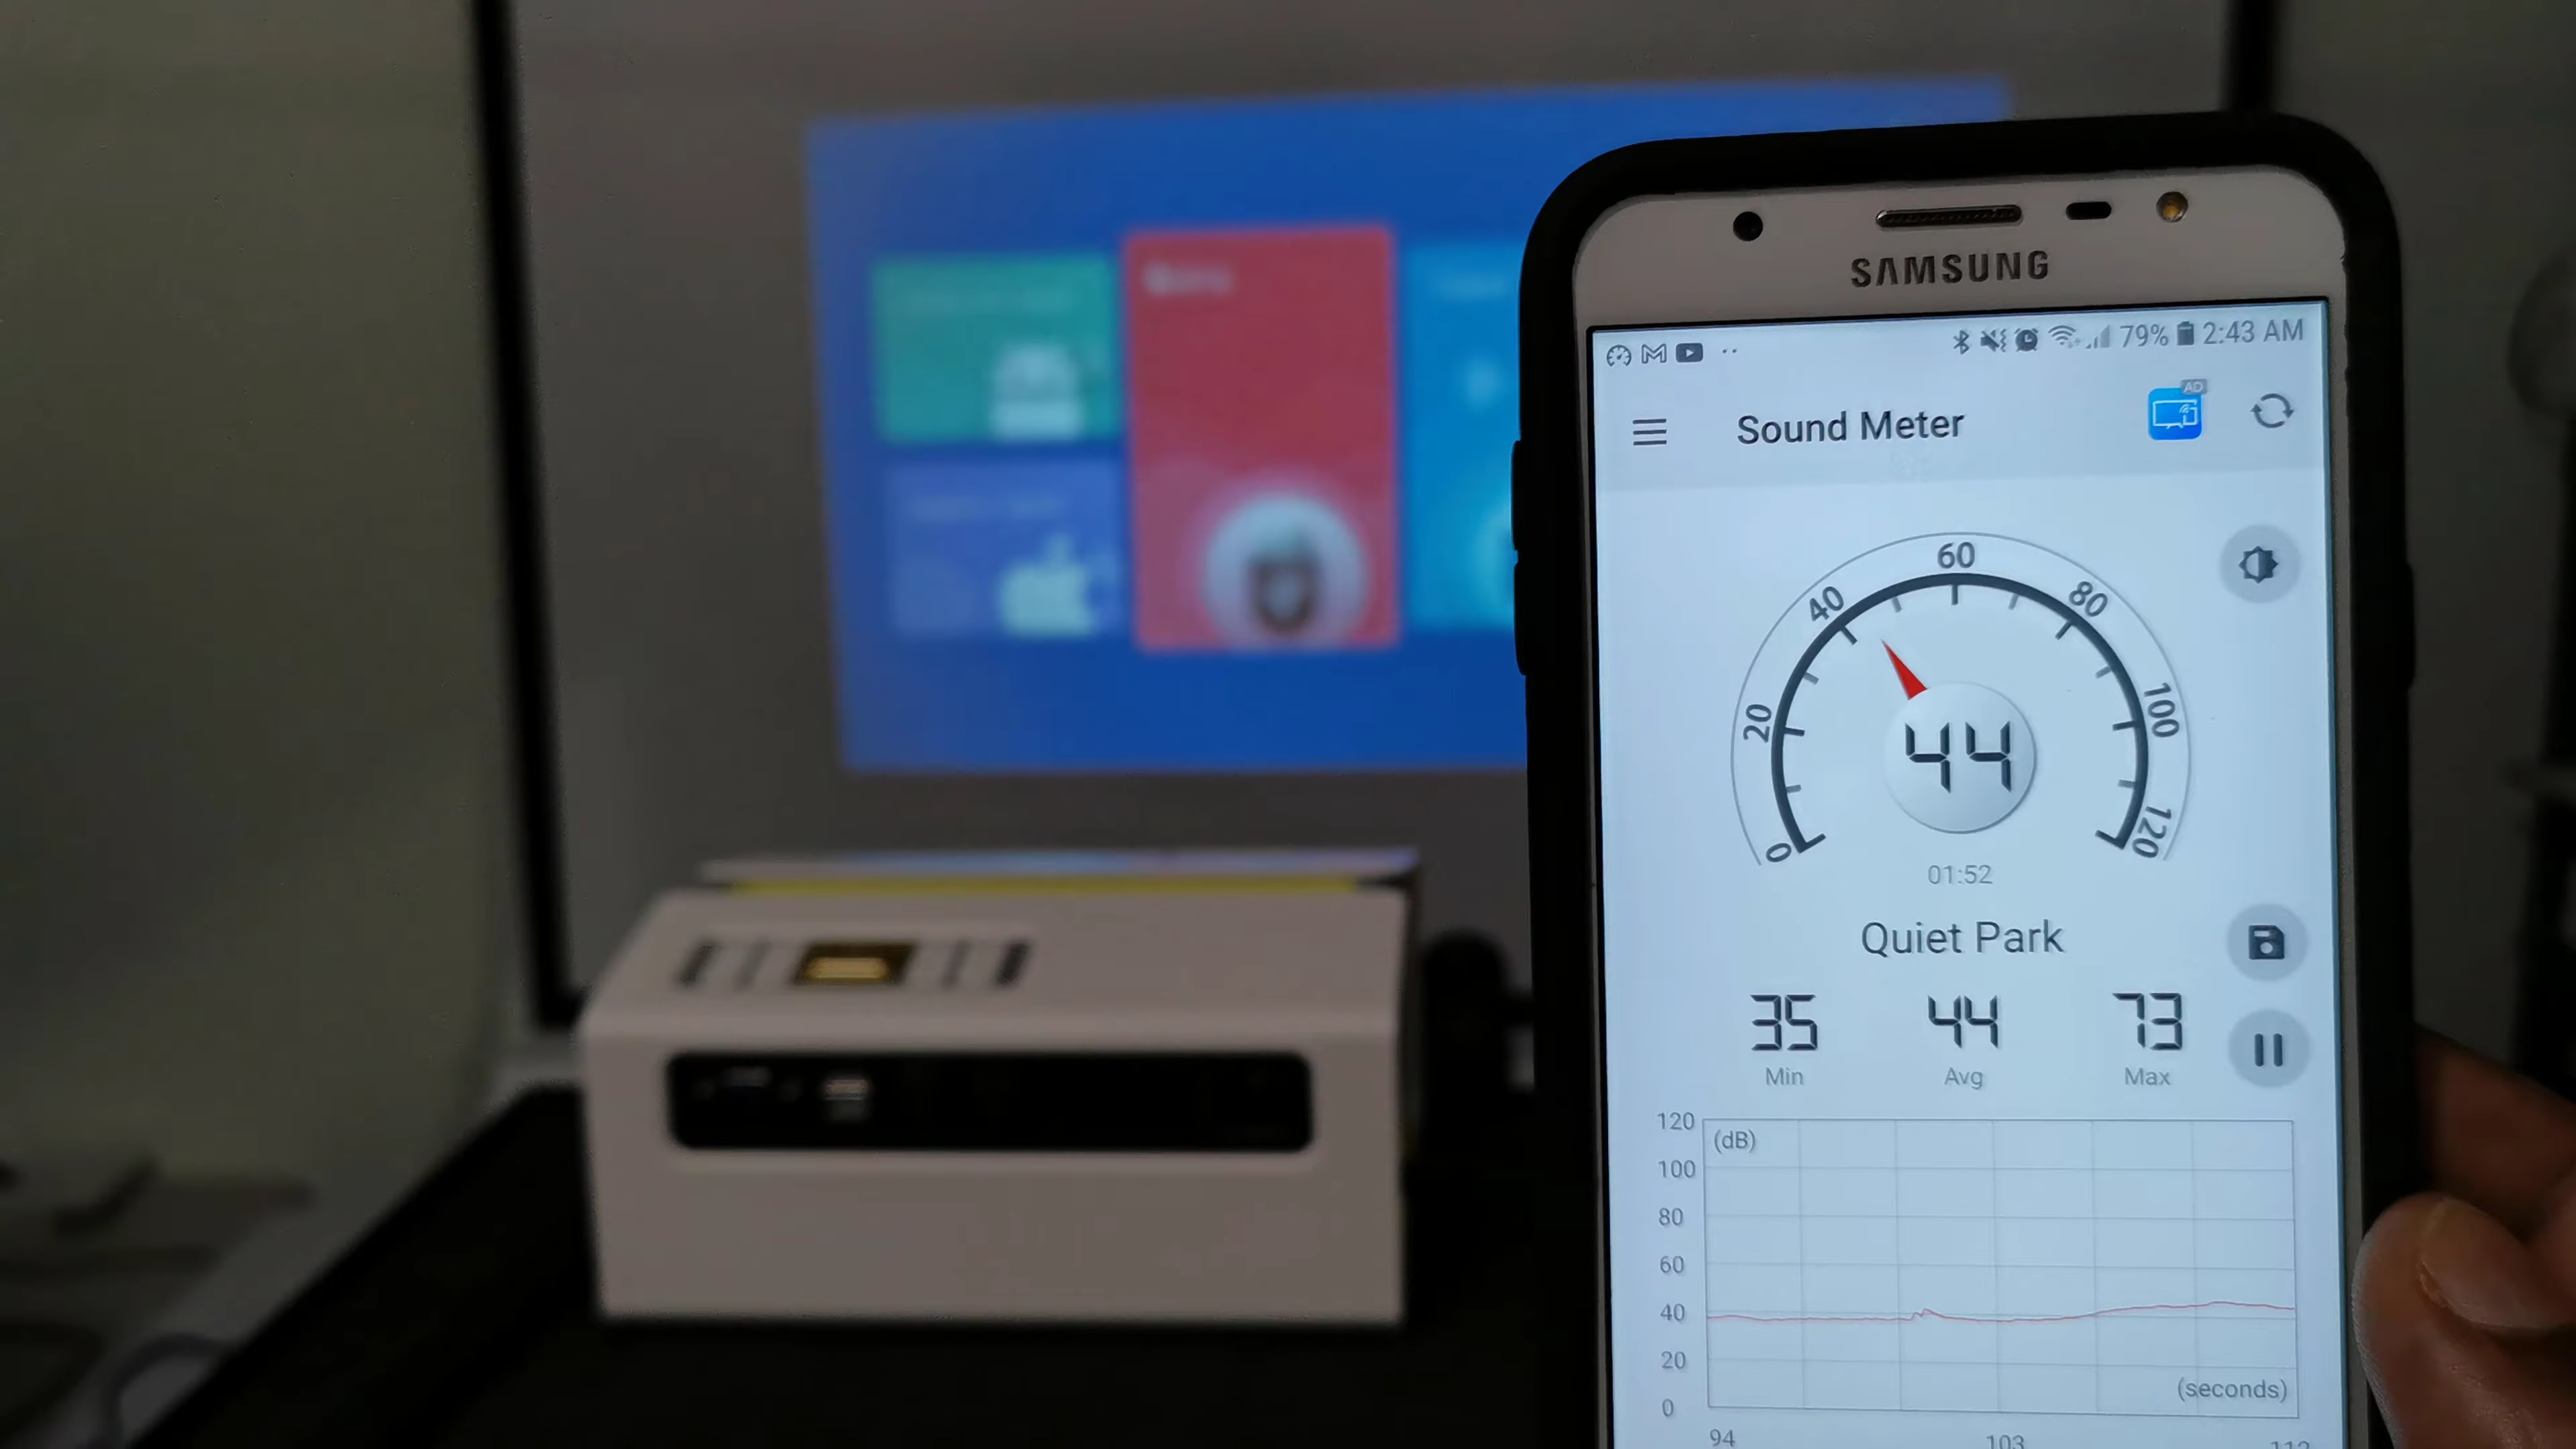 SAMSUNG
79% 2:43 AM
Sound Meter
AD
0
20
40
60
80
100
120
44
01:52
Quiet Park
35 44 73
Min Avg Max
120
(dB)
100
80
60
40
20
(seconds)
0
94 103